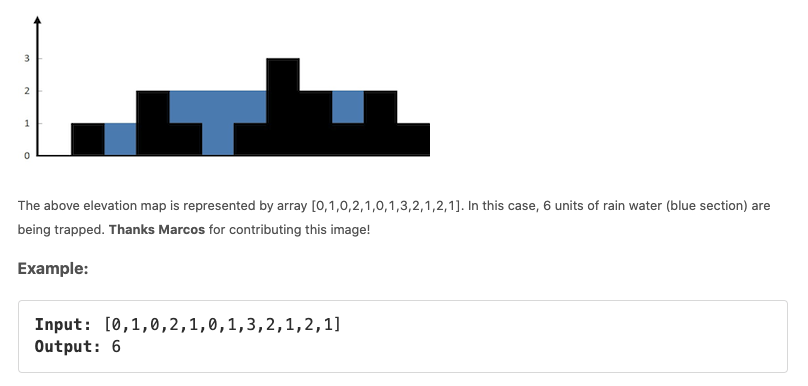 3
2
1
0
The above elevation map is represented by array [0,1,0,2,1,0,1,3,2,1,2,1]. In this case, 6 units of rain water (blue section) are
being trapped. Thanks Marcos for contributing this image!
Example:
Input: [0,1,0,2,1,0,1,3,2,1,2,1]
Output: 6